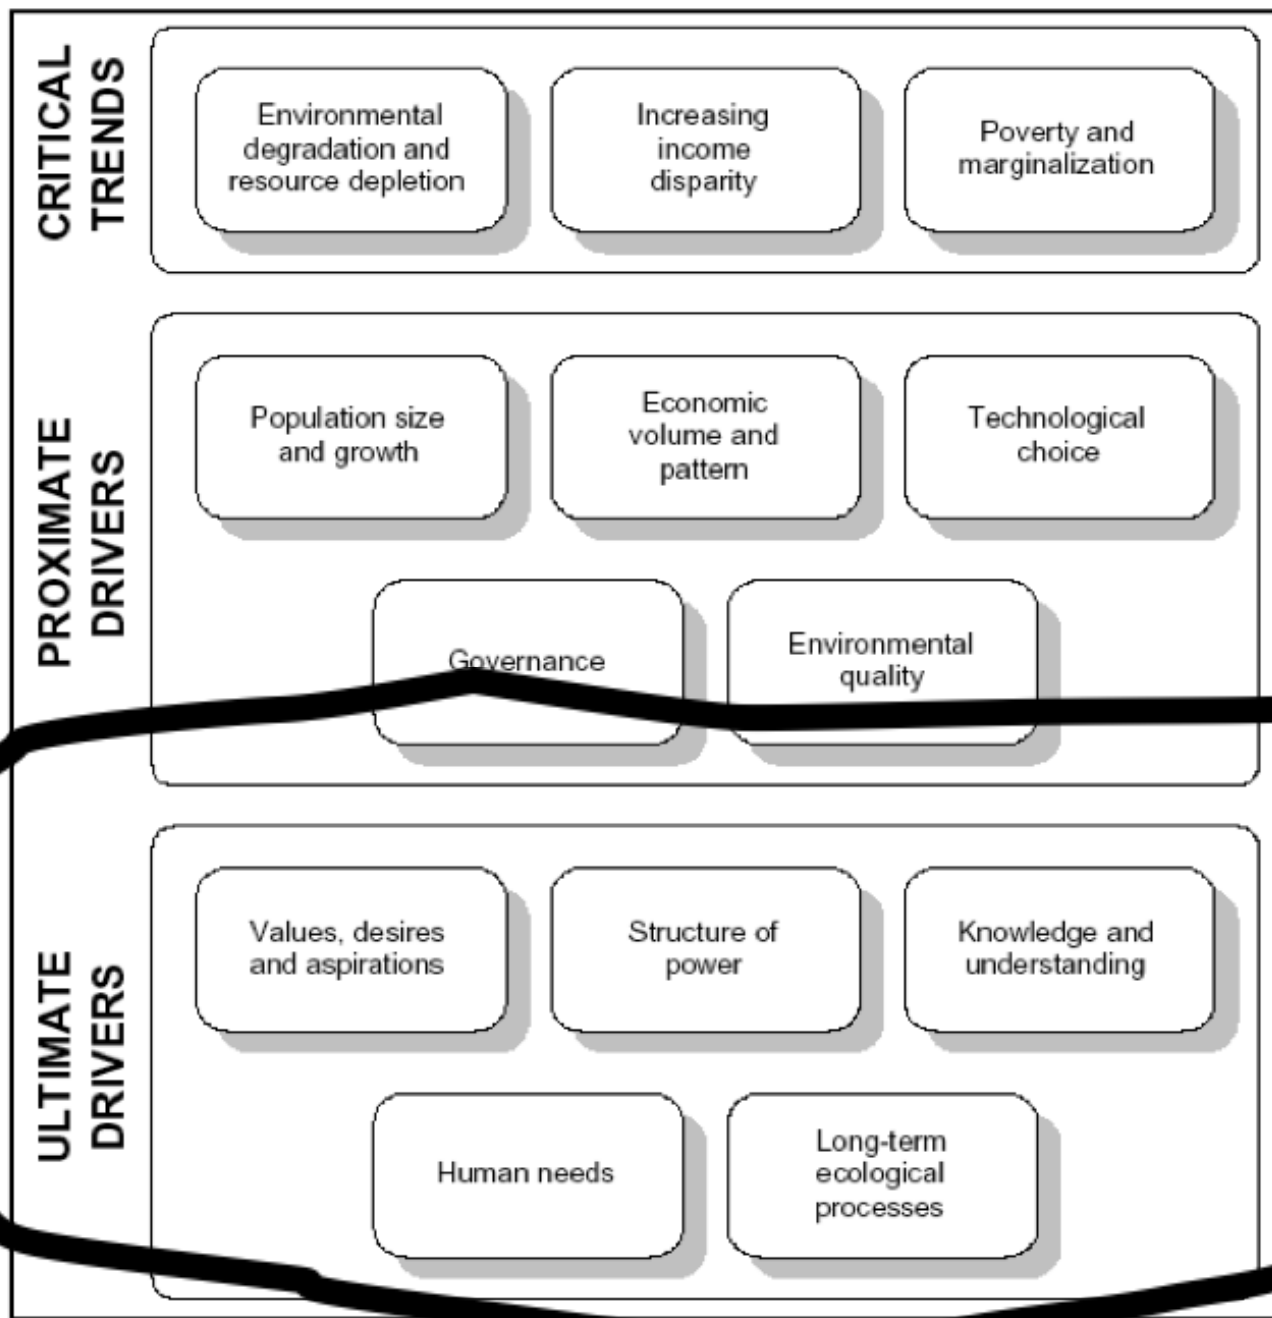 CRITICAL
TRENDS
Environmental
degradation and
resource depletion
Increasing
income
disparity
Poverty and
marginalization
PROXIMATE
DRIVERS
Population size
and growth
Economic
volume and
pattern
Technological
choice
Governance
Environmental
quality
ULTIMATE
DRIVERS
Values, desires
and aspirations
Structure of
power
Knowledge and
understanding
Human needs
Long-term
ecological
processes